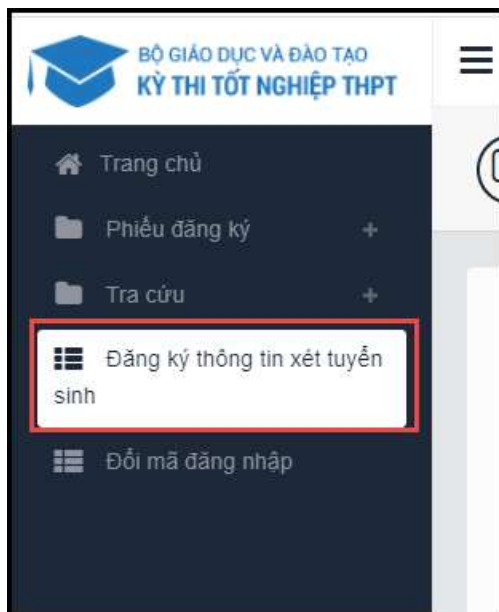 BỘ GIÁO DỤC VÀ ĐÀO TẠO
KỲ THI TỐT NGHIỆP THPT
Trang chủ
Phiếu đăng ký +
Tra cứu +
Đăng ký thông tin xét tuyển
sinh
Đổi mã đăng nhập